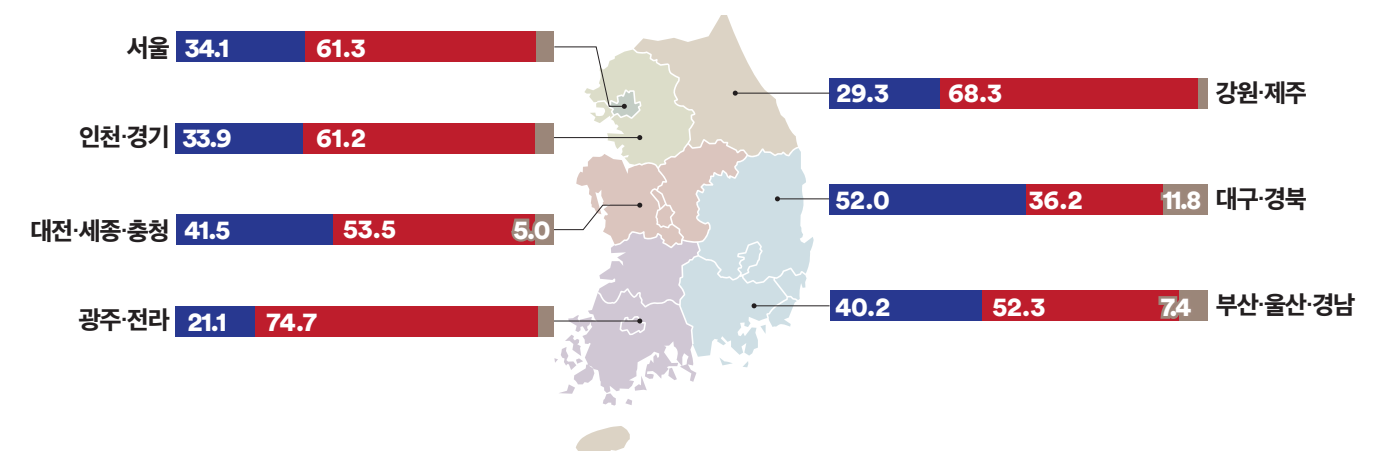 서울 34.1 61.3
인천·경기 33.9 61.2
대전·세종·충청 41.5 53.5 5.0
광주·전라 21.1 74.7
29.3 68.3 강원·제주
52.0 36.2 11.8 대구·경북
40.2 52.3 7.4 부산·울산·경남